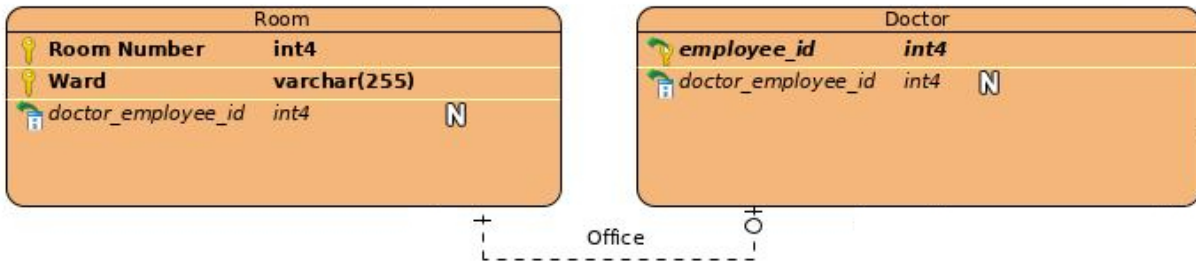 Room
Room Number int4
Ward varchar(255)
doctor_employee_id int4 N
Doctor
employee_id int4
doctor_employee_id int4 N
Office